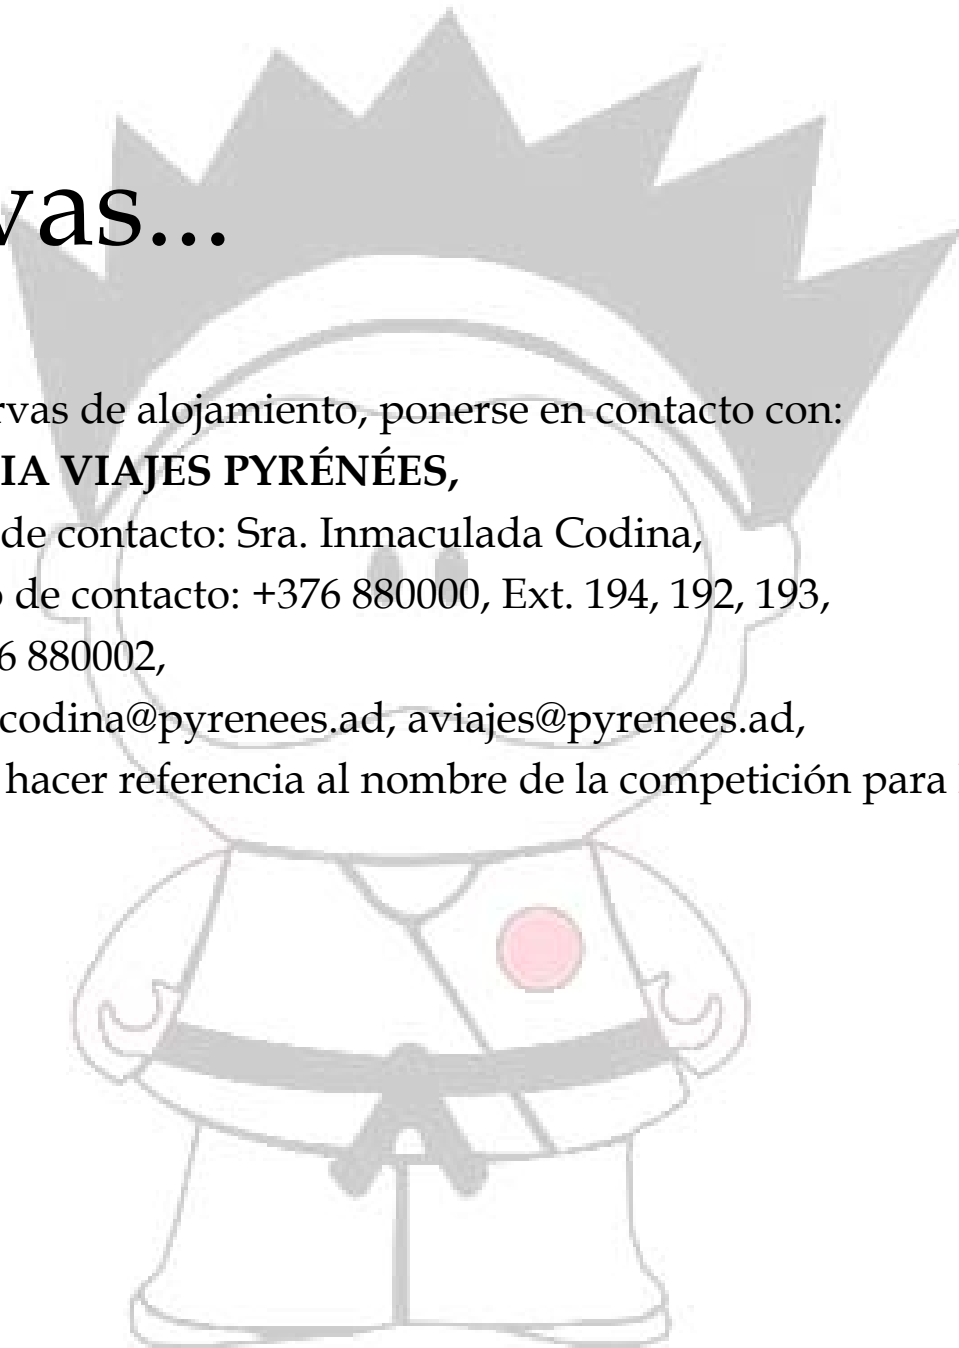 vas...
rvas de alojamiento, ponerse en contacto con:
IA VIAJES PYRÉNÉES,
de contacto: Sra. Inmaculada Codina,
o de contacto: +376 880000, Ext. 194, 192, 193,
6 880002,
codina@pyrenees.ad, aviajes@pyrenees.ad,
hacer referencia al nombre de la competición para